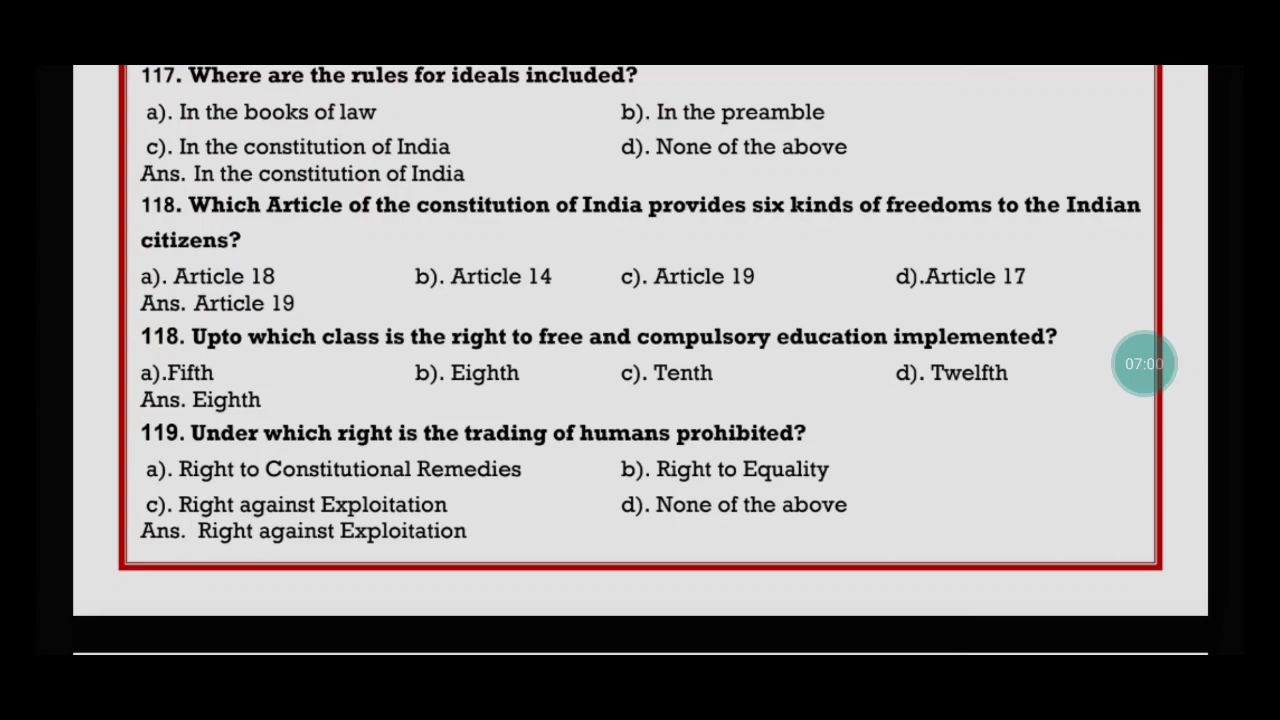 117. Where are the rules for ideals included?
a). In the books of law b). In the preamble
c). In the constitution of India d). None of the above
Ans. In the constitution of India
118. Which Article of the constitution of India provides six kinds of freedoms to the Indian
citizens?
a). Article 18 b). Article 14 c). Article 19 d).Article 17
Ans. Article 19
118. Upto which class is the right to free and compulsory education implemented?
a).Fifth b). Eighth c). Tenth d). Twelfth
07:00
Ans. Eighth
119. Under which right is the trading of humans prohibited?
a). Right to Constitutional Remedies b). Right to Equality
c). Right against Exploitation d). None of the above
Ans. Right against Exploitation